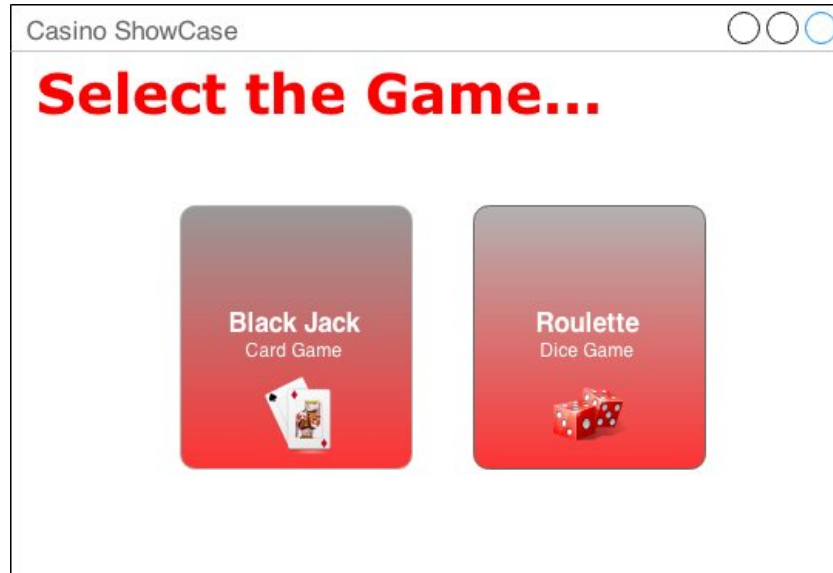 Casino ShowCase
Select the Game...
Black Jack
Card Game
Roulette
Dice Game